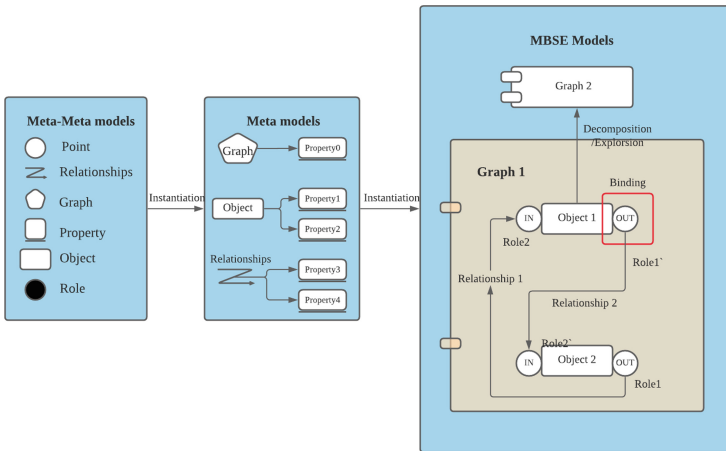 Meta-Meta models
Point
Relationships
Graph
Property
Object
Role
Instantiation
Meta models
Graph
Property0
Object
Property1
Property2
Relationships
Property3
Property4
Instantiation
MBSE Models
Graph 2
Decomposition
/Explorsion
Graph 1
Binding
IN
Object 1
OUT
Role2
Role1`
Relationship 1
Relationship 2
Role2`
IN
Object 2
OUT
Role1